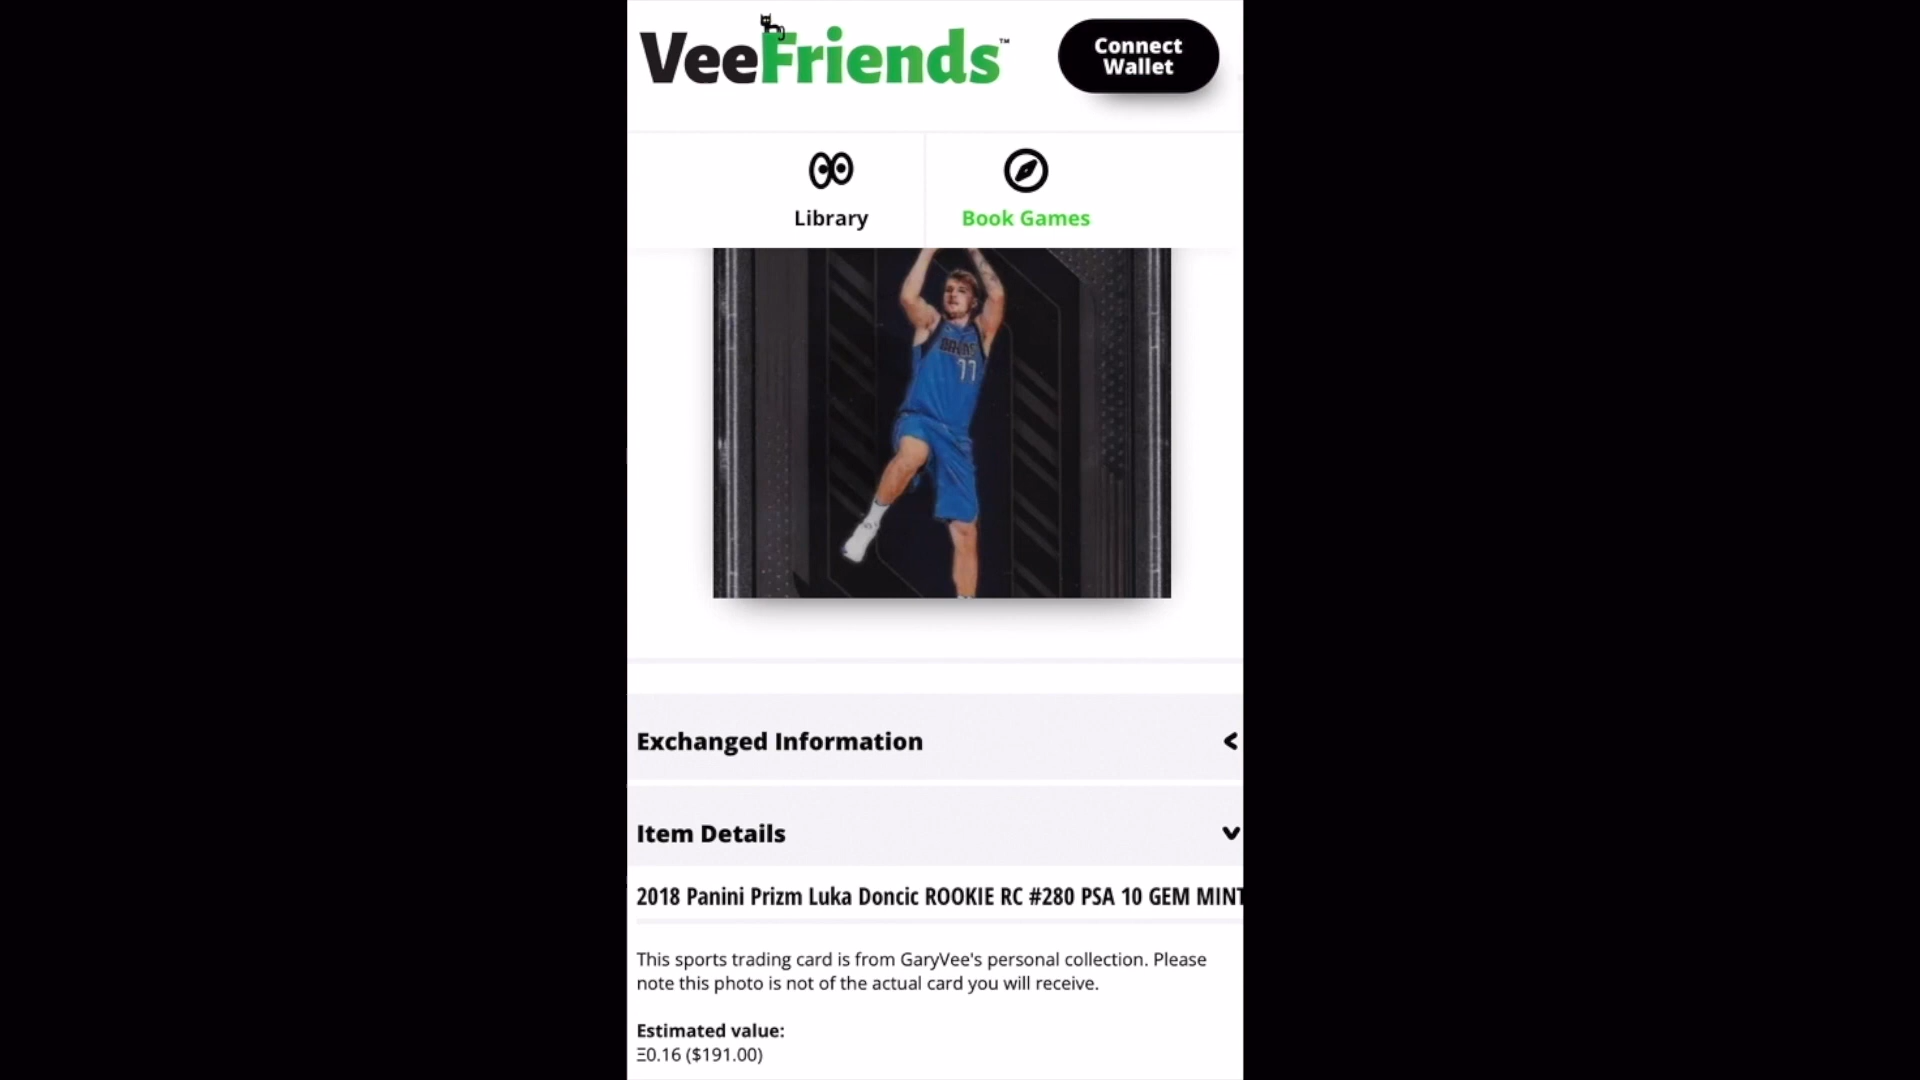 VeeFriends™
Connect
Wallet
Library
Book Games
DALLAS
77
Exchanged Information
Item Details
2018 Panini Prizm Luka Doncic ROOKIE RC #280 PSA 10 GEM MINT
This sports trading card is from GaryVee's personal collection. Please
note this photo is not of the actual card you will receive.
Estimated value:
Ξ0.16 ($191.00)